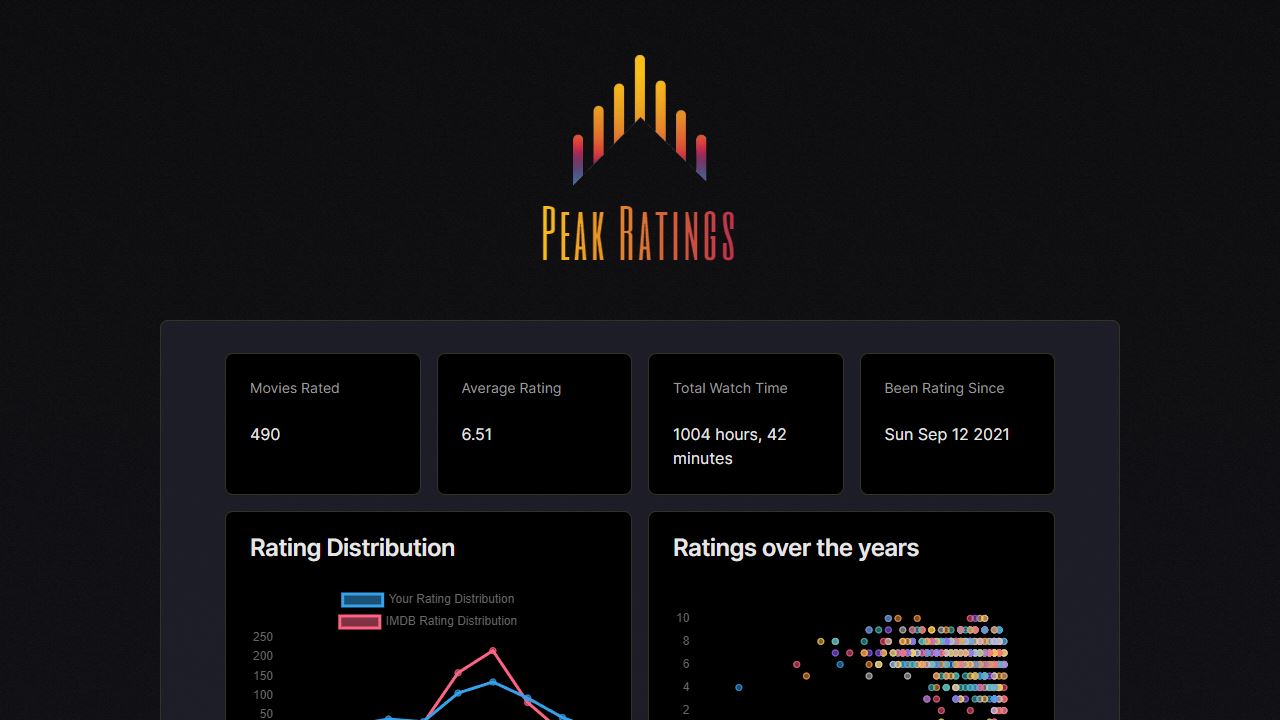 Peak Ratings
Movies Rated
490
Average Rating
6.51
Total Watch Time
1004 hours, 42
minutes
Been Rating Since
Sun Sep 12 2021
Rating Distribution
Your Rating Distribution
IMDB Rating Distribution
250
200
150
100
50
Ratings over the years
10
8
6
4
2